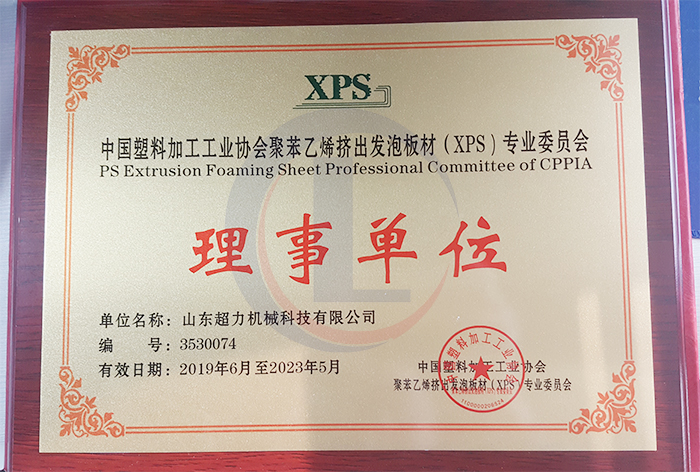 XPS
中国塑料加工工业协会聚苯乙烯挤出发泡板材（XPS）专业委员会
PS Extrusion Foaming Sheet Professional Committee of CPPIA
理事单位
单位名称：山东超力机械科技有限公司
编 号：3530074
有效日期：2019年6月至2023年5月
中国塑料加工工业协会
聚苯乙烯挤出发泡板材（XPS）专业委员会